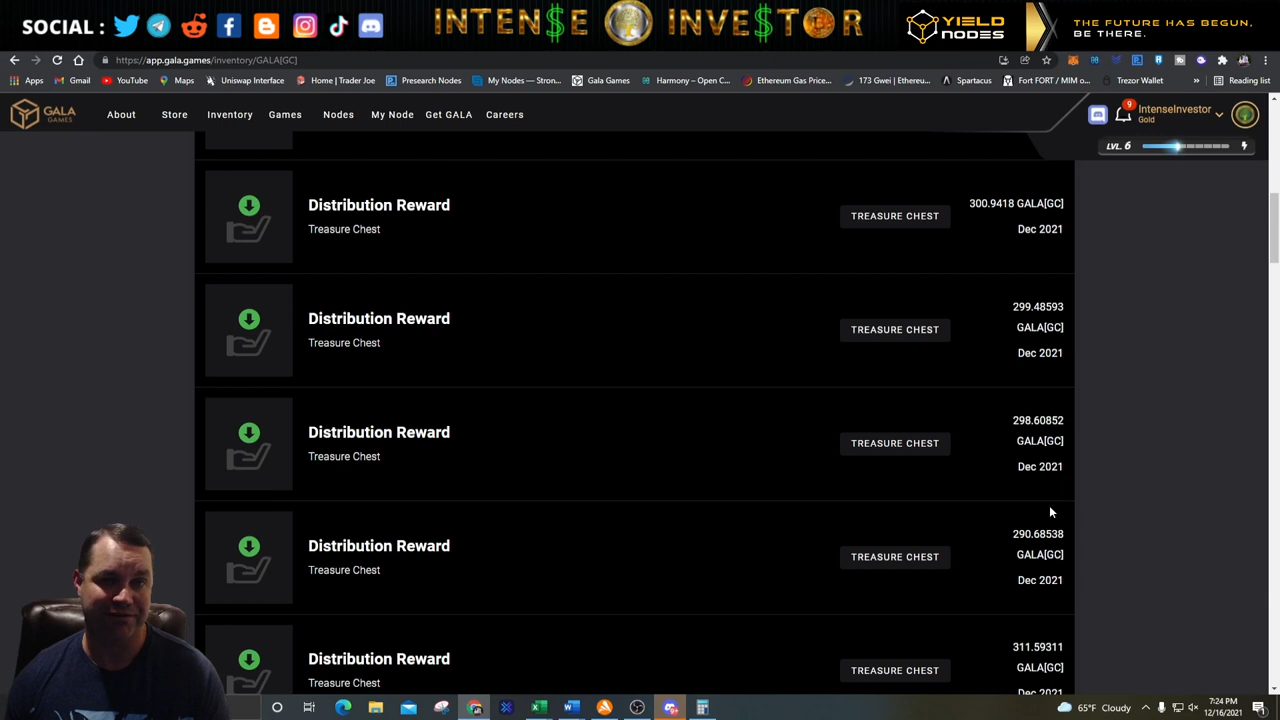 SOCIAL :
INTEN$E INVE$TOR
YIELD NODES
THE FUTURE HAS BEGUN,
BE THERE.
https://app.gala.games/inventory/GALA[GC]
Apps Gmail YouTube Maps Uniswap Interface Home | Trader Joe Presearch Nodes My Nodes — Stron... Gala Games Harmony – Open C... Ethereum Gas Price... 173 Gwei | Ethereu... Spartacus Fort FORT / MIM o... Trezor Wallet » Reading list
GALA GAMES
About Store Inventory Games Nodes My Node Get GALA Careers
9
IntenseInvestor
Gold
LVL. 6
Distribution Reward
Treasure Chest
TREASURE CHEST
300.9418 GALA[GC]
Dec 2021
Distribution Reward
Treasure Chest
TREASURE CHEST
299.48593
GALA[GC]
Dec 2021
Distribution Reward
Treasure Chest
TREASURE CHEST
298.60852
GALA[GC]
Dec 2021
Distribution Reward
Treasure Chest
TREASURE CHEST
290.68538
GALA[GC]
Dec 2021
Distribution Reward
Treasure Chest
TREASURE CHEST
311.59311
GALA[GC]
Dec 2021
65°F Cloudy
7:24 PM
12/16/2021